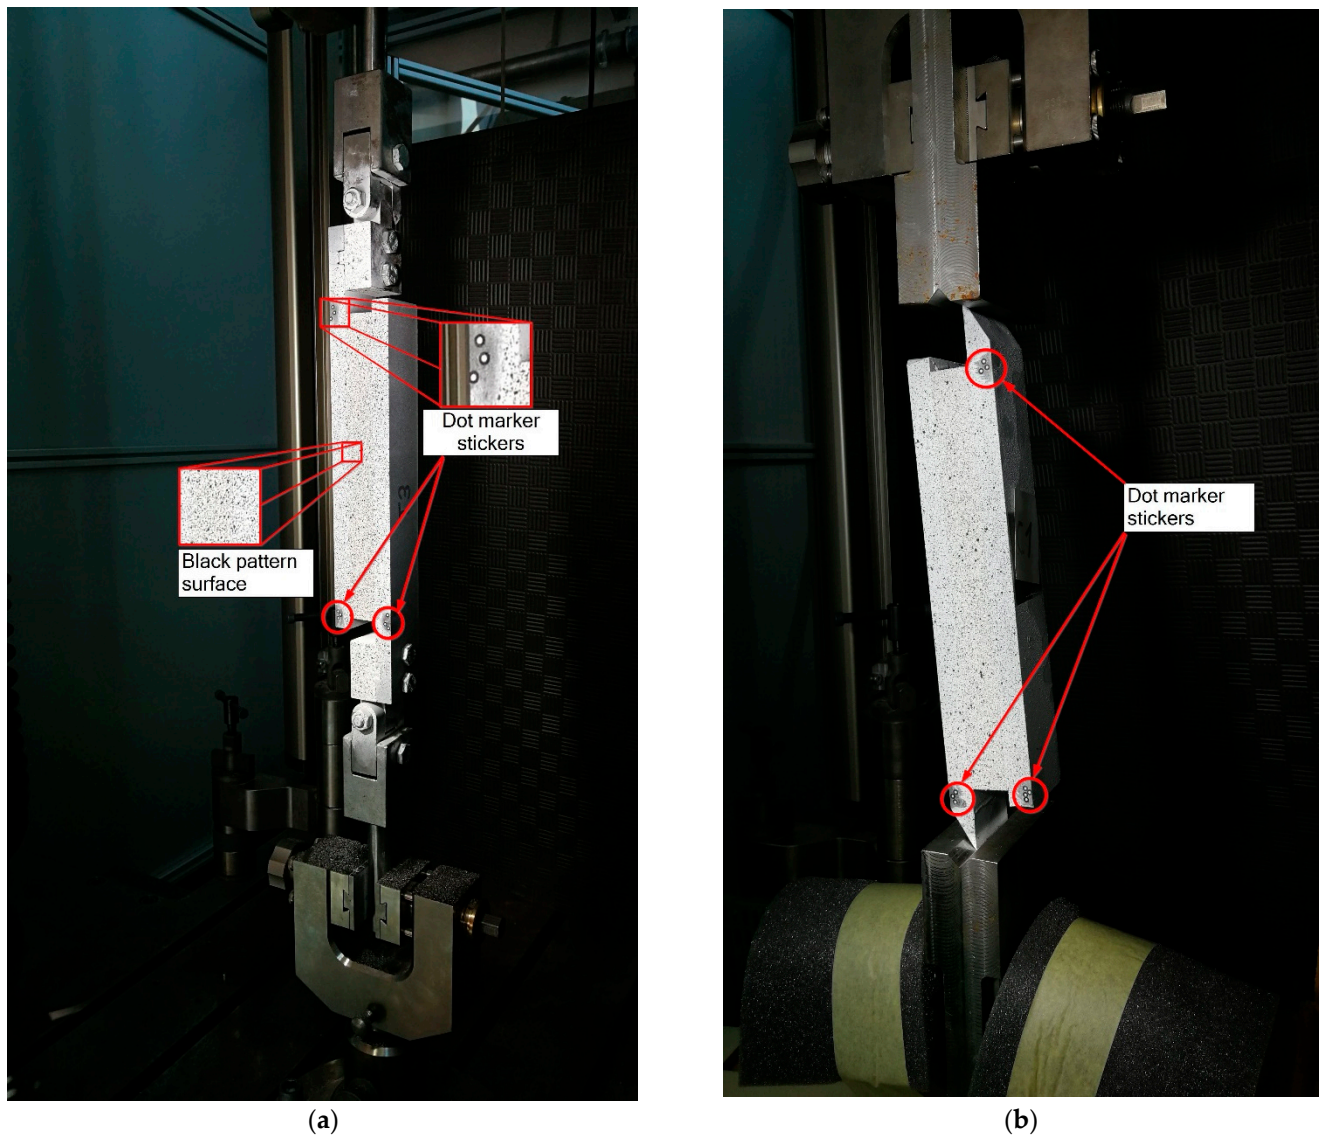 Dot marker
stickers
Black pattern
surface
Dot marker
stickers
(a)
(b)